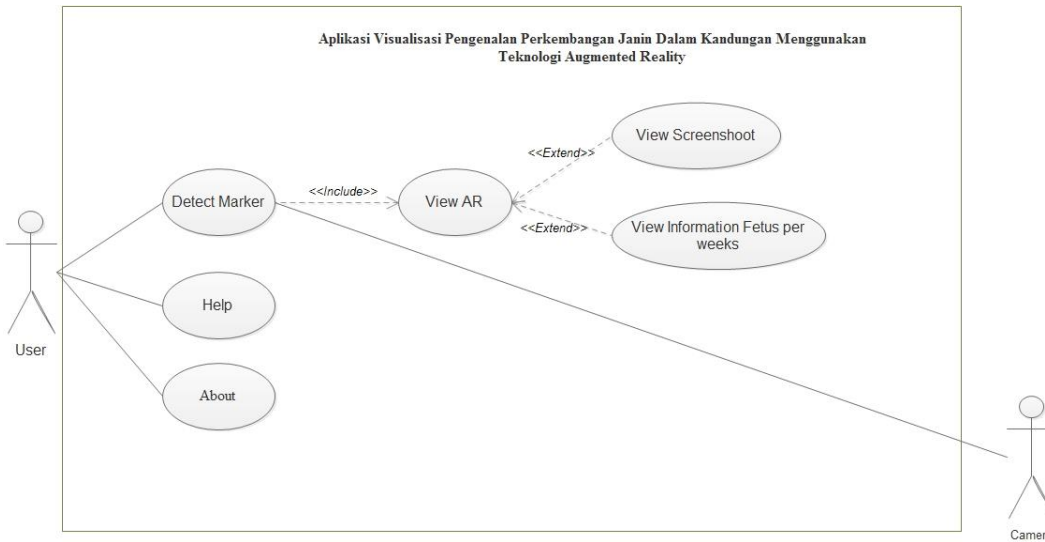 Aplikasi Visualisasi Pengenalan Perkembangan Janin Dalam Kandungan Menggunakan
Teknologi Augmented Reality
View Screenshoot
<<Extend>>
<<Include>>
Detect Marker
View AR
<<Extend>>
View Information Fetus per
weeks
Help
User
About
Camer